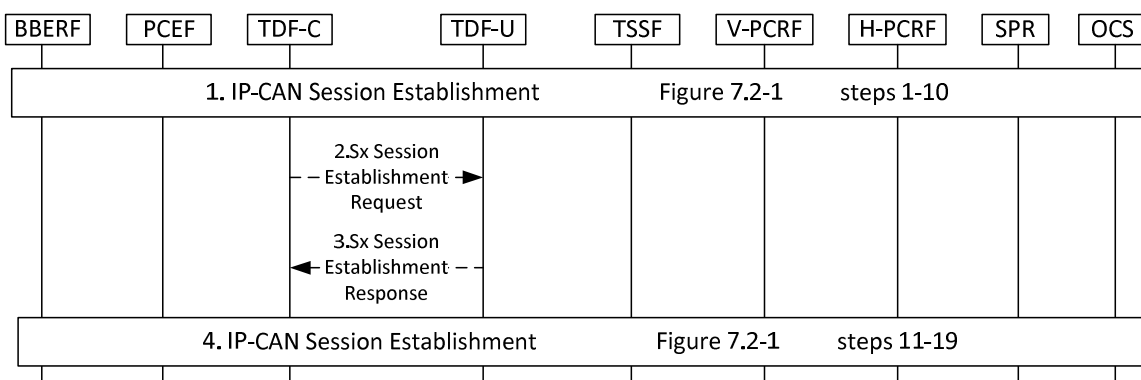 BBERF PCEF TDF-C TDF-U TSSF V-PCRF H-PCRF SPR OCS
1. IP-CAN Session Establishment Figure 7.2-1 steps 1-10
2.Sx Session
Establishment
Request
3.Sx Session
Establishment
Response
4. IP-CAN Session Establishment Figure 7.2-1 steps 11-19